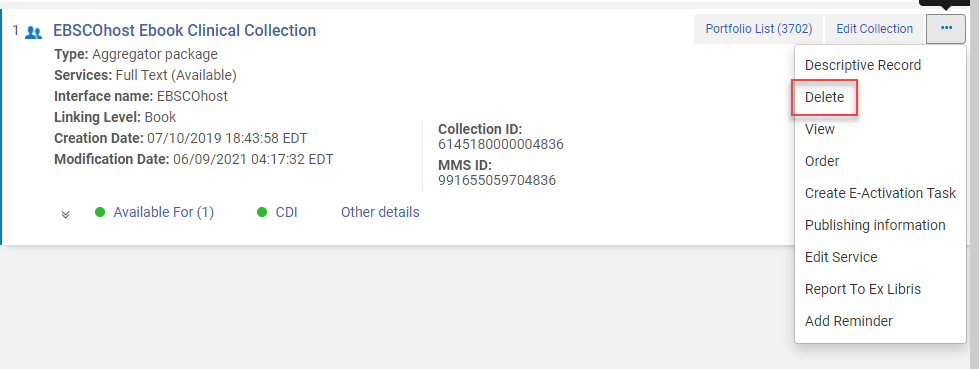 1 EBSCOhost Ebook Clinical Collection
Portfolio List (3702) Edit Collection ...
Type: Aggregator package
Services: Full Text (Available)
Interface name: EBSCOhost
Linking Level: Book
Creation Date: 07/10/2019 18:43:58 EDT
Modification Date: 06/09/2021 04:17:32 EDT
Collection ID:
6145180000004836
MMS ID:
991655059704836
Available For (1) CDI Other details
Descriptive Record
Delete
View
Order
Create E-Activation Task
Publishing information
Edit Service
Report To Ex Libris
Add Reminder